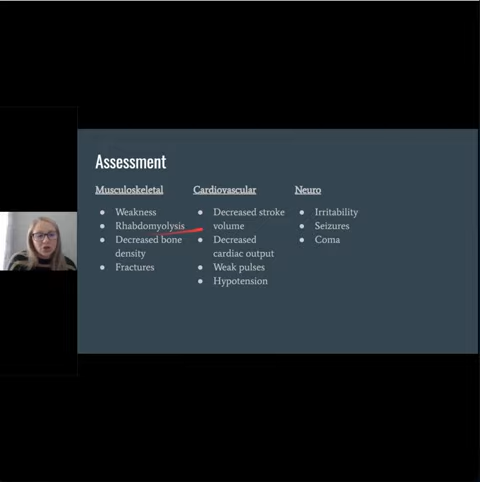 Assessment
Musculoskeletal
● Weakness
● Rhabdomyolysis
● Decreased bone
density
● Fractures
Cardiovascular
● Decreased stroke
volume
● Decreased
cardiac output
● Weak pulses
● Hypotension
Neuro
● Irritability
● Seizures
● Coma